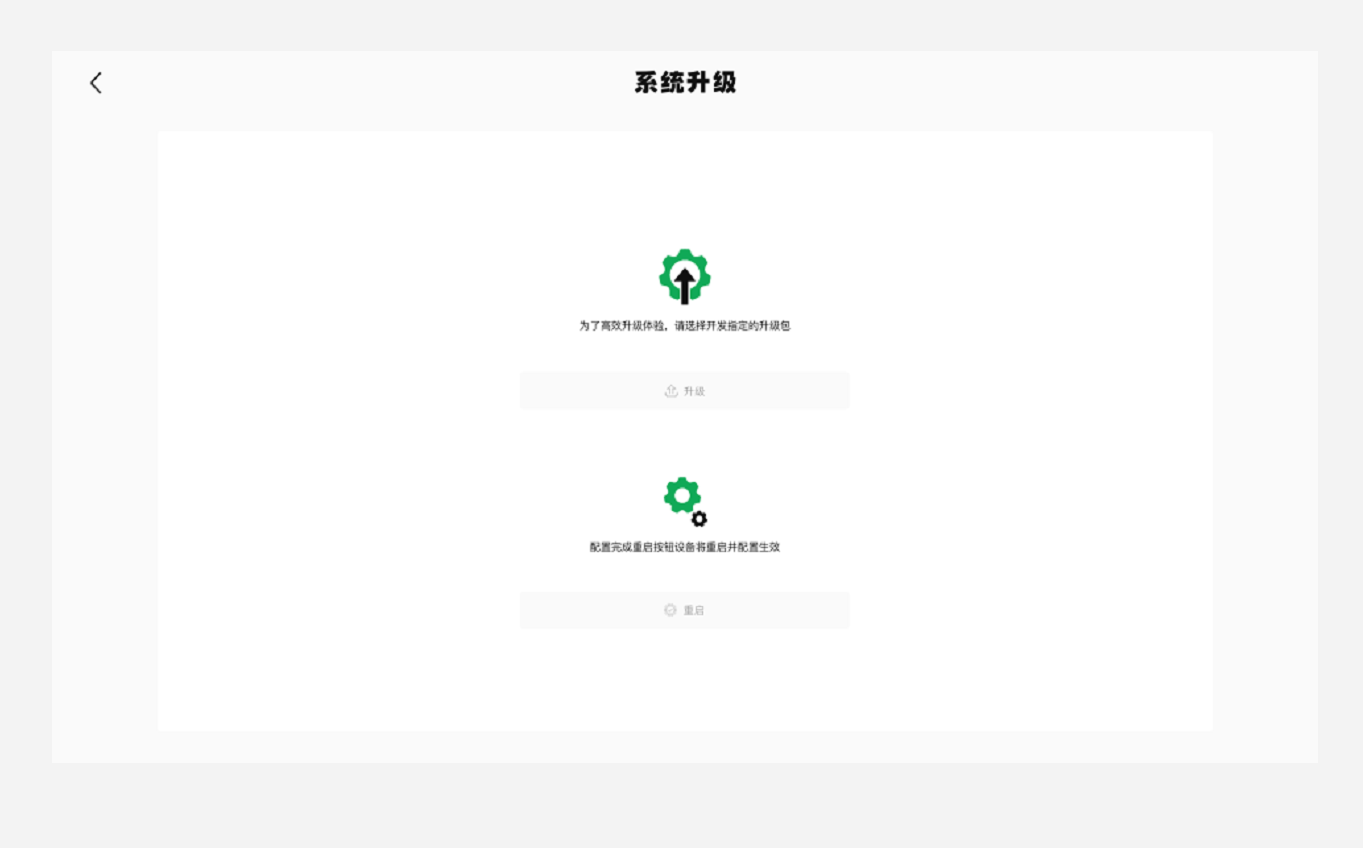 系统升级
为了高效升级体验，请选择开发指定的升级包
升级
配置完成重启按钮设备将重启并配置生效
重启